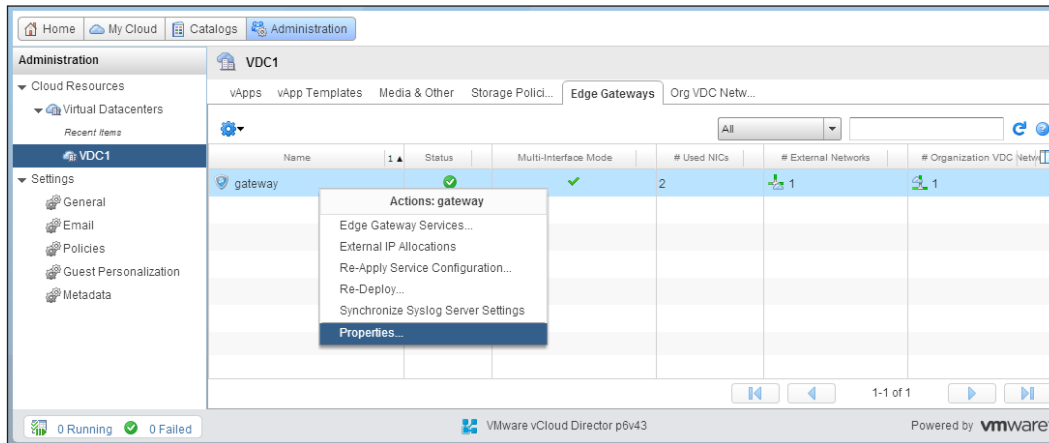 Home My Cloud Catalogs Administration
Administration
VDC1
Cloud Resources
Virtual Datacenters
Recent Items
VDC1
Settings
General
Email
Policies
Guest Personalization
Metadata
vApps vApp Templates Media & Other Storage Polici... Edge Gateways Org VDC Netw...
All
Name 1 Status Multi-Interface Mode # Used NICs # External Networks # Organization VDC
gateway 2 1 1
Actions: gateway
Edge Gateway Services...
External IP Allocations
Re-Apply Service Configuration...
Re-Deploy...
Synchronize Syslog Server Settings
Properties...
1-1 of 1
0 Running 0 Failed
VMware vCloud Director p6v43
Powered by vmware